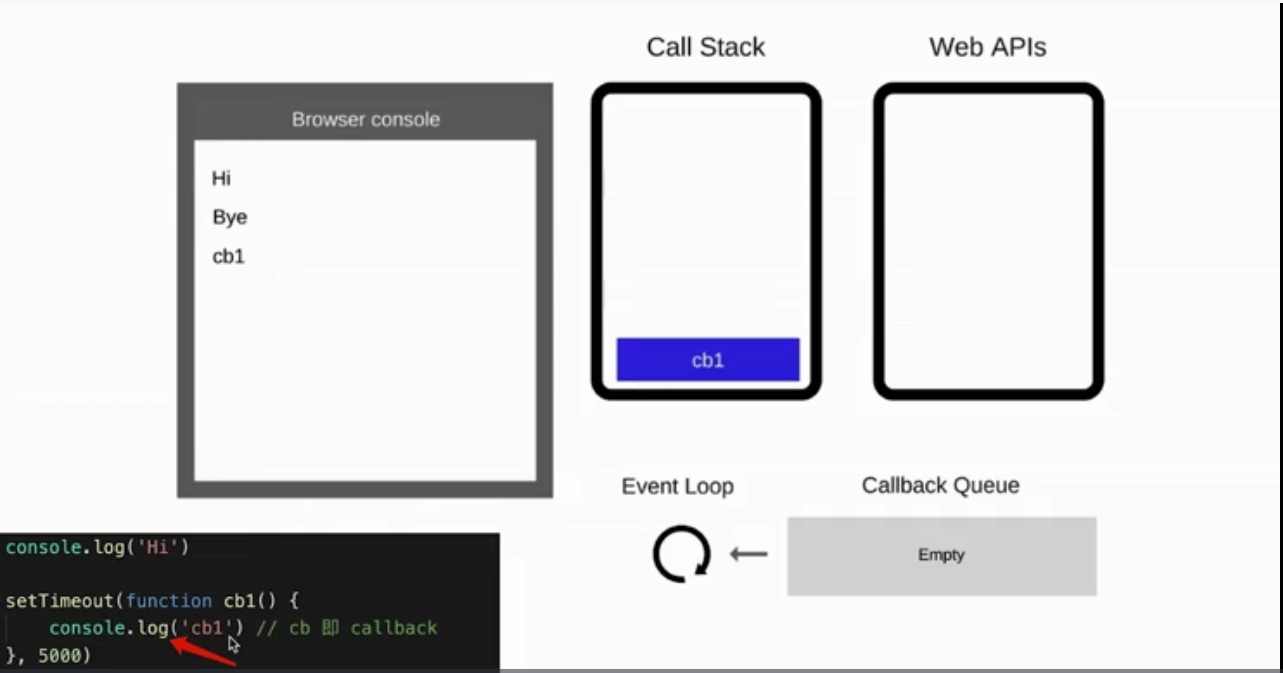 Call Stack
Web APIs
Browser console
Hi
Bye
cb1
cb1
Event Loop
Callback Queue
Empty
console.log('Hi')
setTimeout(function cb1() {
    console.log('cb1') // cb 即 callback
}, 5000)